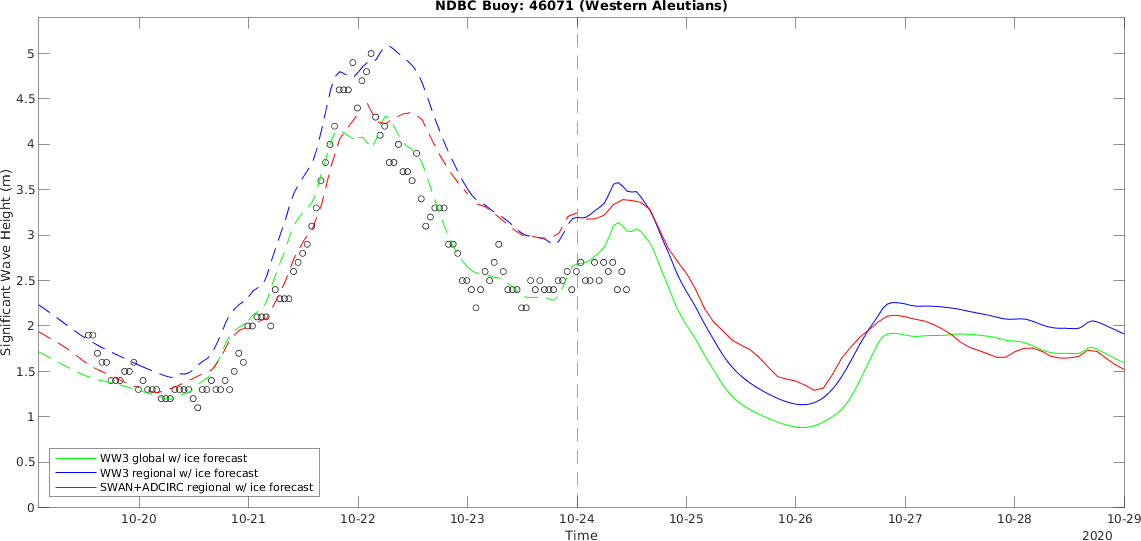 NDBC Buoy: 46071 (Western Aleutians)
5
4.5
4
3.5
3
2.5
2
1.5
1
0.5
0
Significant Wave Height (m)
WW3 global w/ ice forecast
WW3 regional w/ ice forecast
SWAN+ADCIRC regional w/ ice forecast
10-20 10-21 10-22 10-23 10-24 10-25 10-26 10-27 10-28 10-29
Time
2020